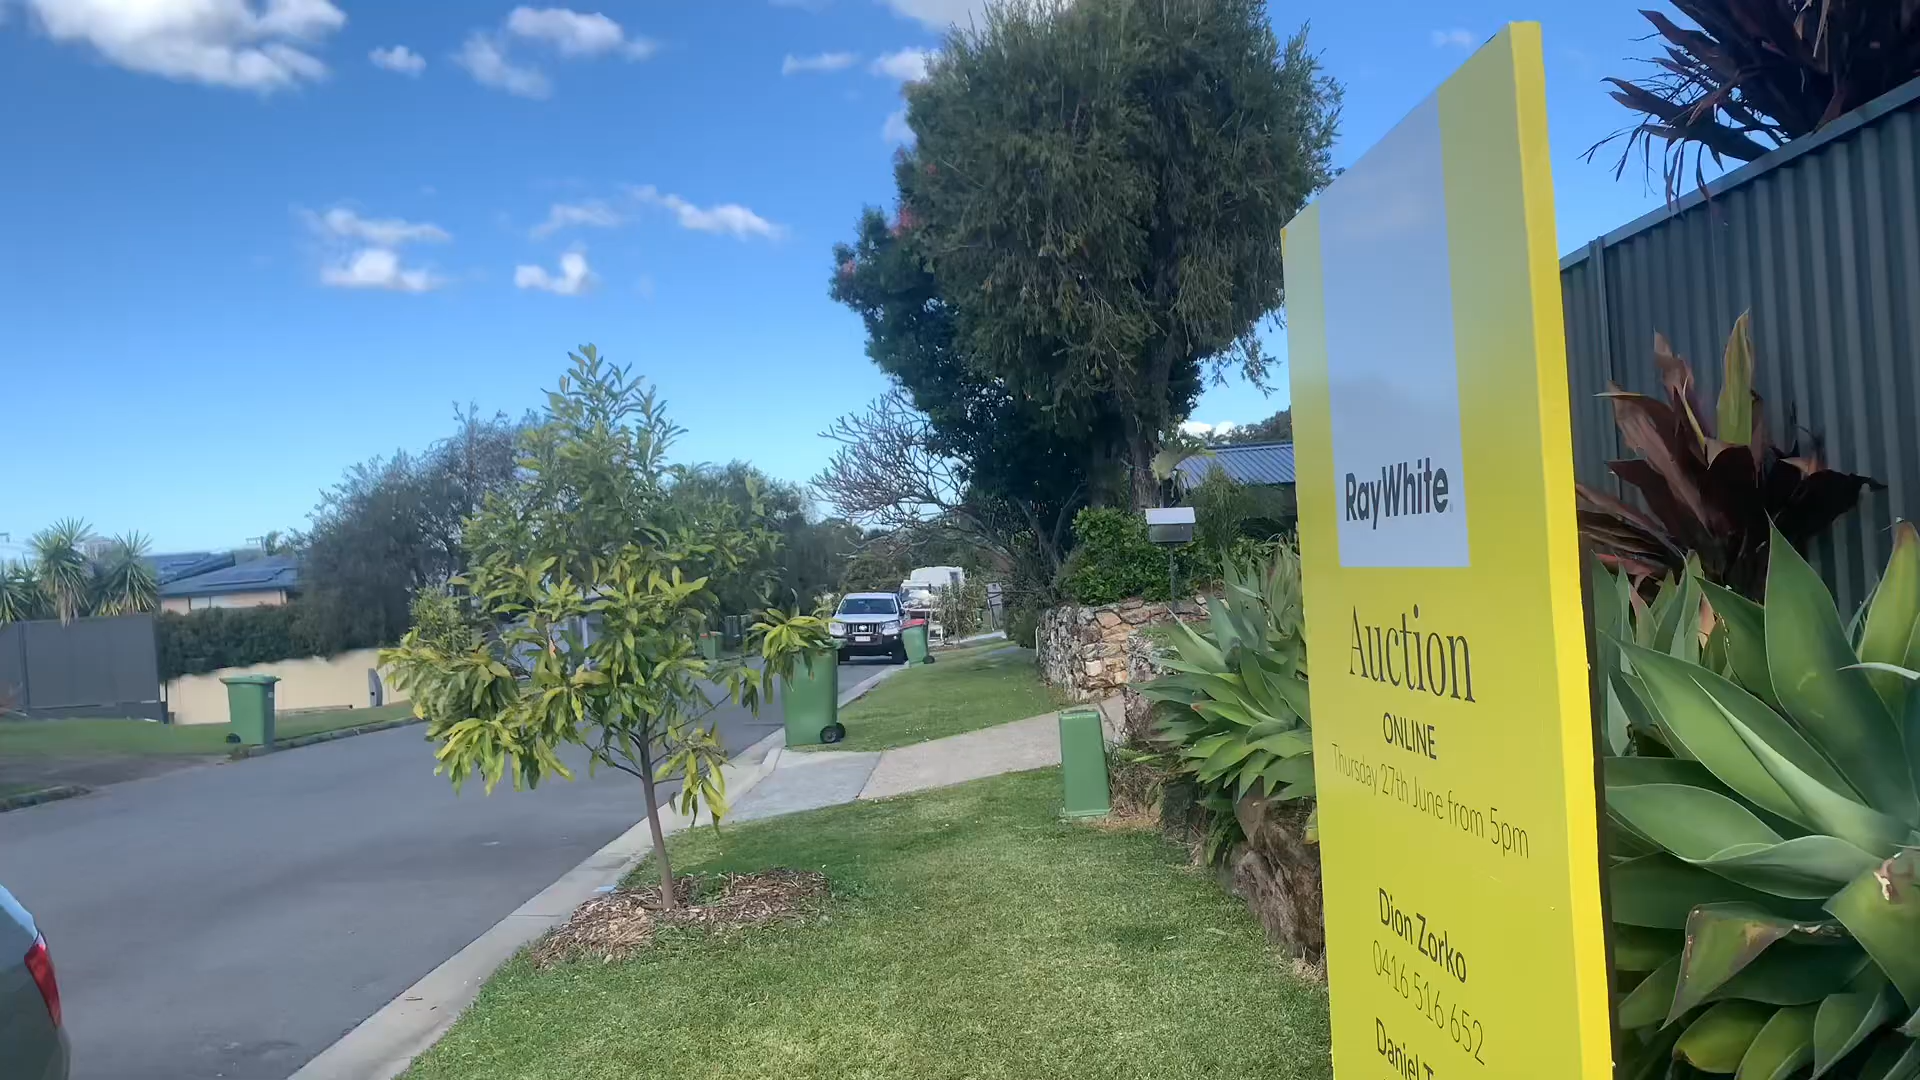 RayWhite
Auction
ONLINE
Thursday 27th June from 5pm
Dion Zorko
0416 516 652
Daniel T